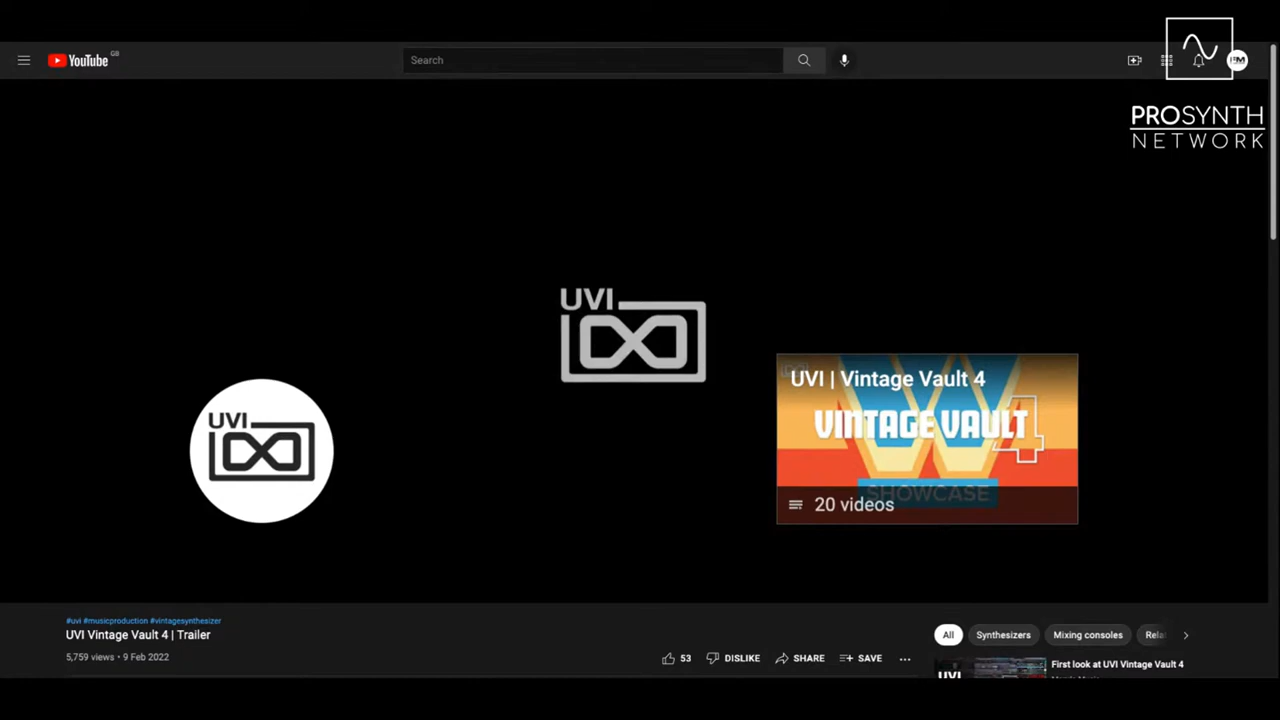 YouTube GB
Search
PROSYNTH
NETWORK
UVI
UVI
UVI | Vintage Vault 4
VINTAGE VAULT 4
SHOWCASE
20 videos
#uvi #musicproduction #vintagesynthesizer
UVI Vintage Vault 4 | Trailer
5,759 views • 9 Feb 2022
53
DISLIKE
SHARE
SAVE
All
Synthesizers
Mixing consoles
Rela
UVI
First look at UVI Vintage Vault 4